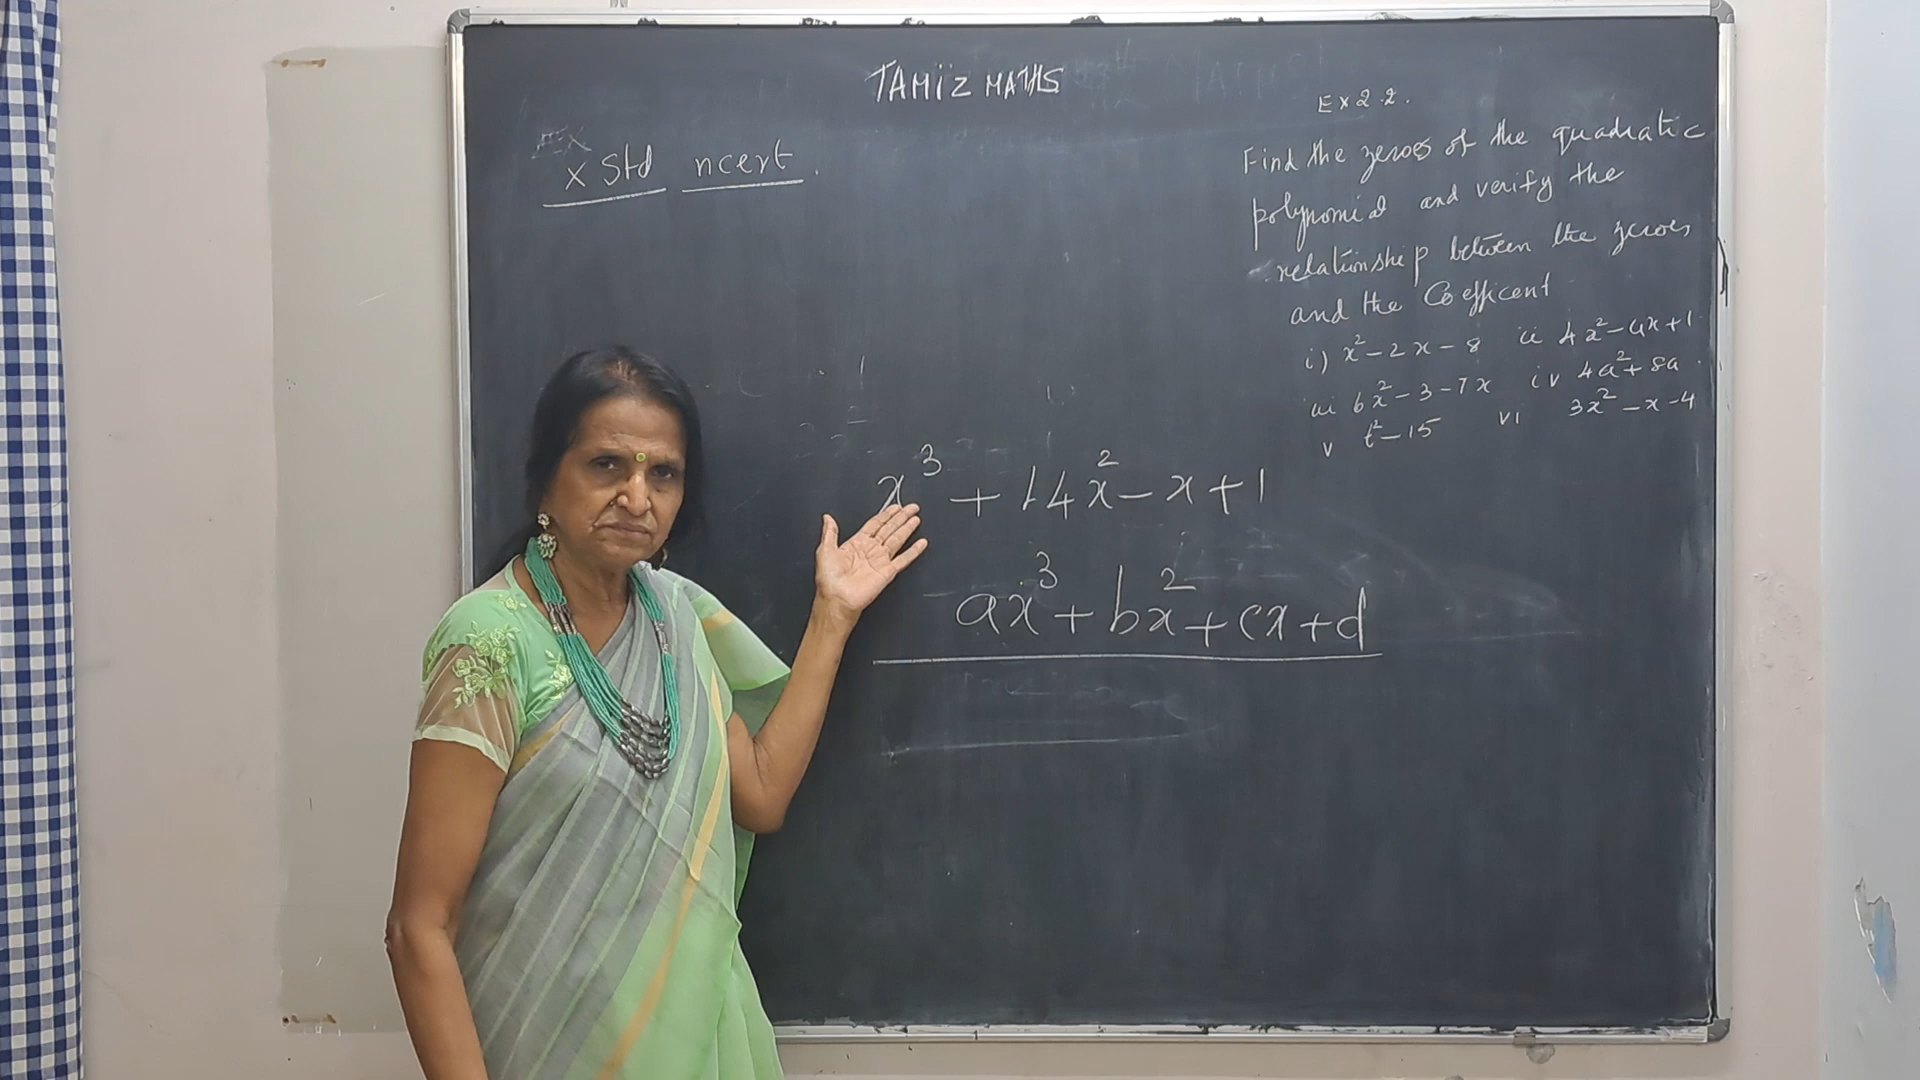 TAMIZ MATHS
X Std ncert.
Ex 2.2.
Find the zeroes of the quadratic
polynomial and verify the
relationship between the zeroes
and the Coefficent
i) x² - 2x - 8 ii 4x² - 4x + 1
iii 6x² - 3 - 7x iv 4a² + 8a
v t² - 15 vi 3x² - x - 4
x³ + 14x² - x + 1
ax³ + bx² + cx + d